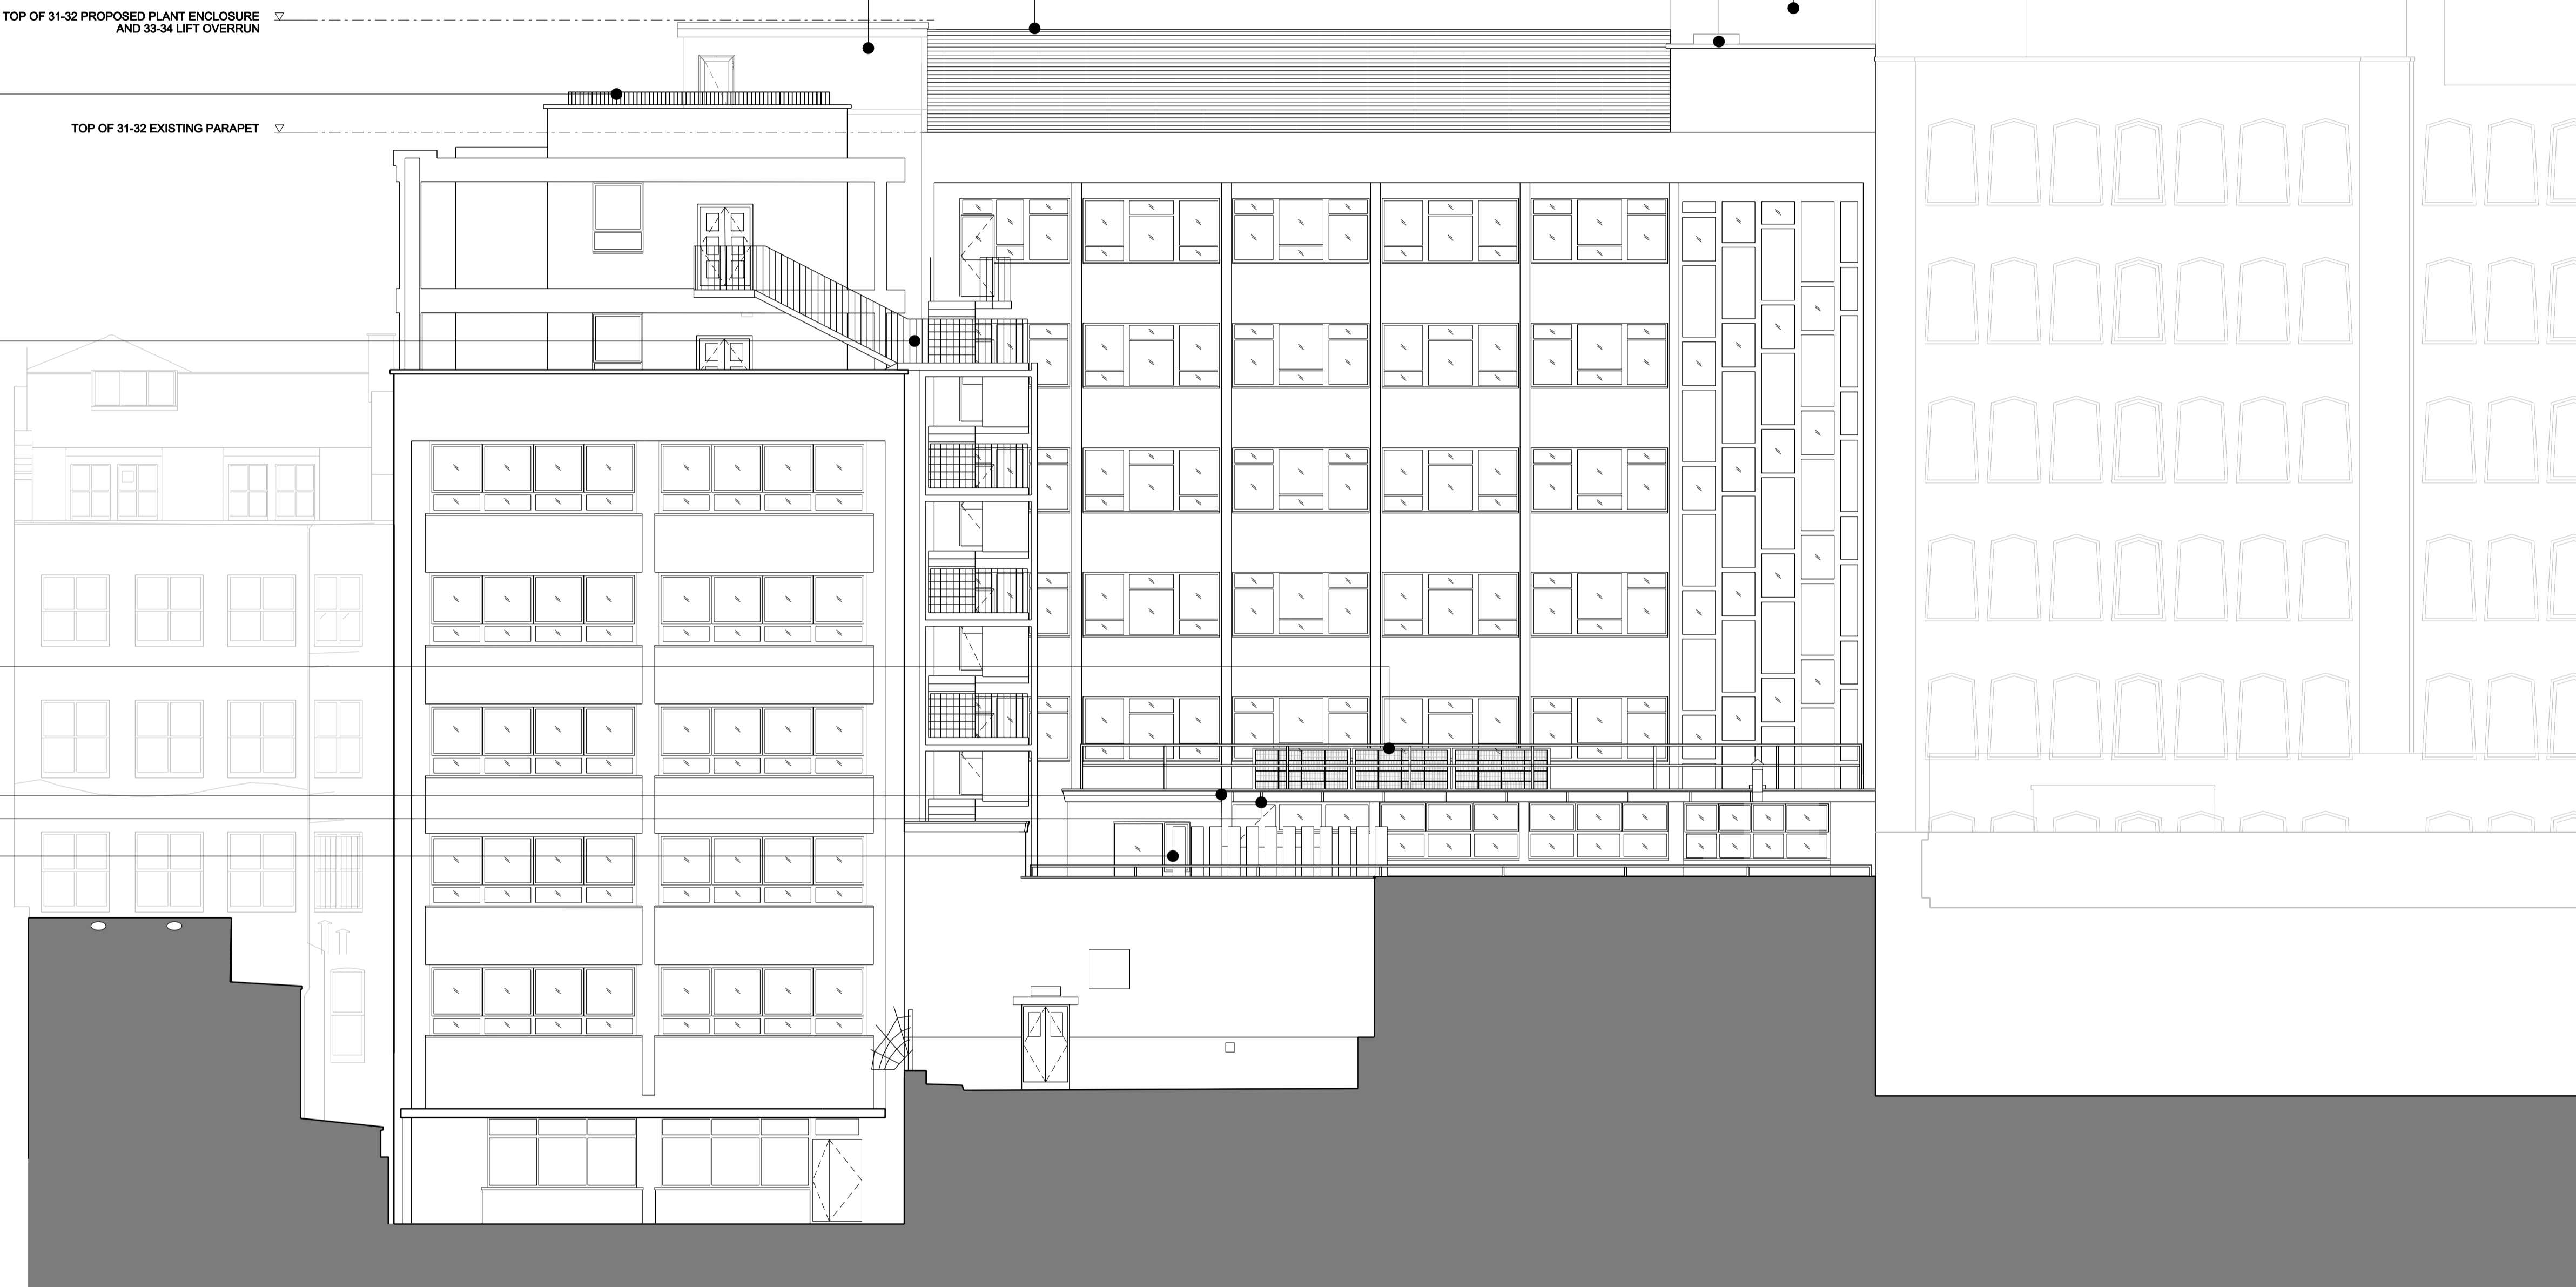 TOP OF 31-32 PROPOSED PLANT ENCLOSURE
AND 33-34 LIFT OVERRUN
TOP OF 31-32 EXISTING PARAPET